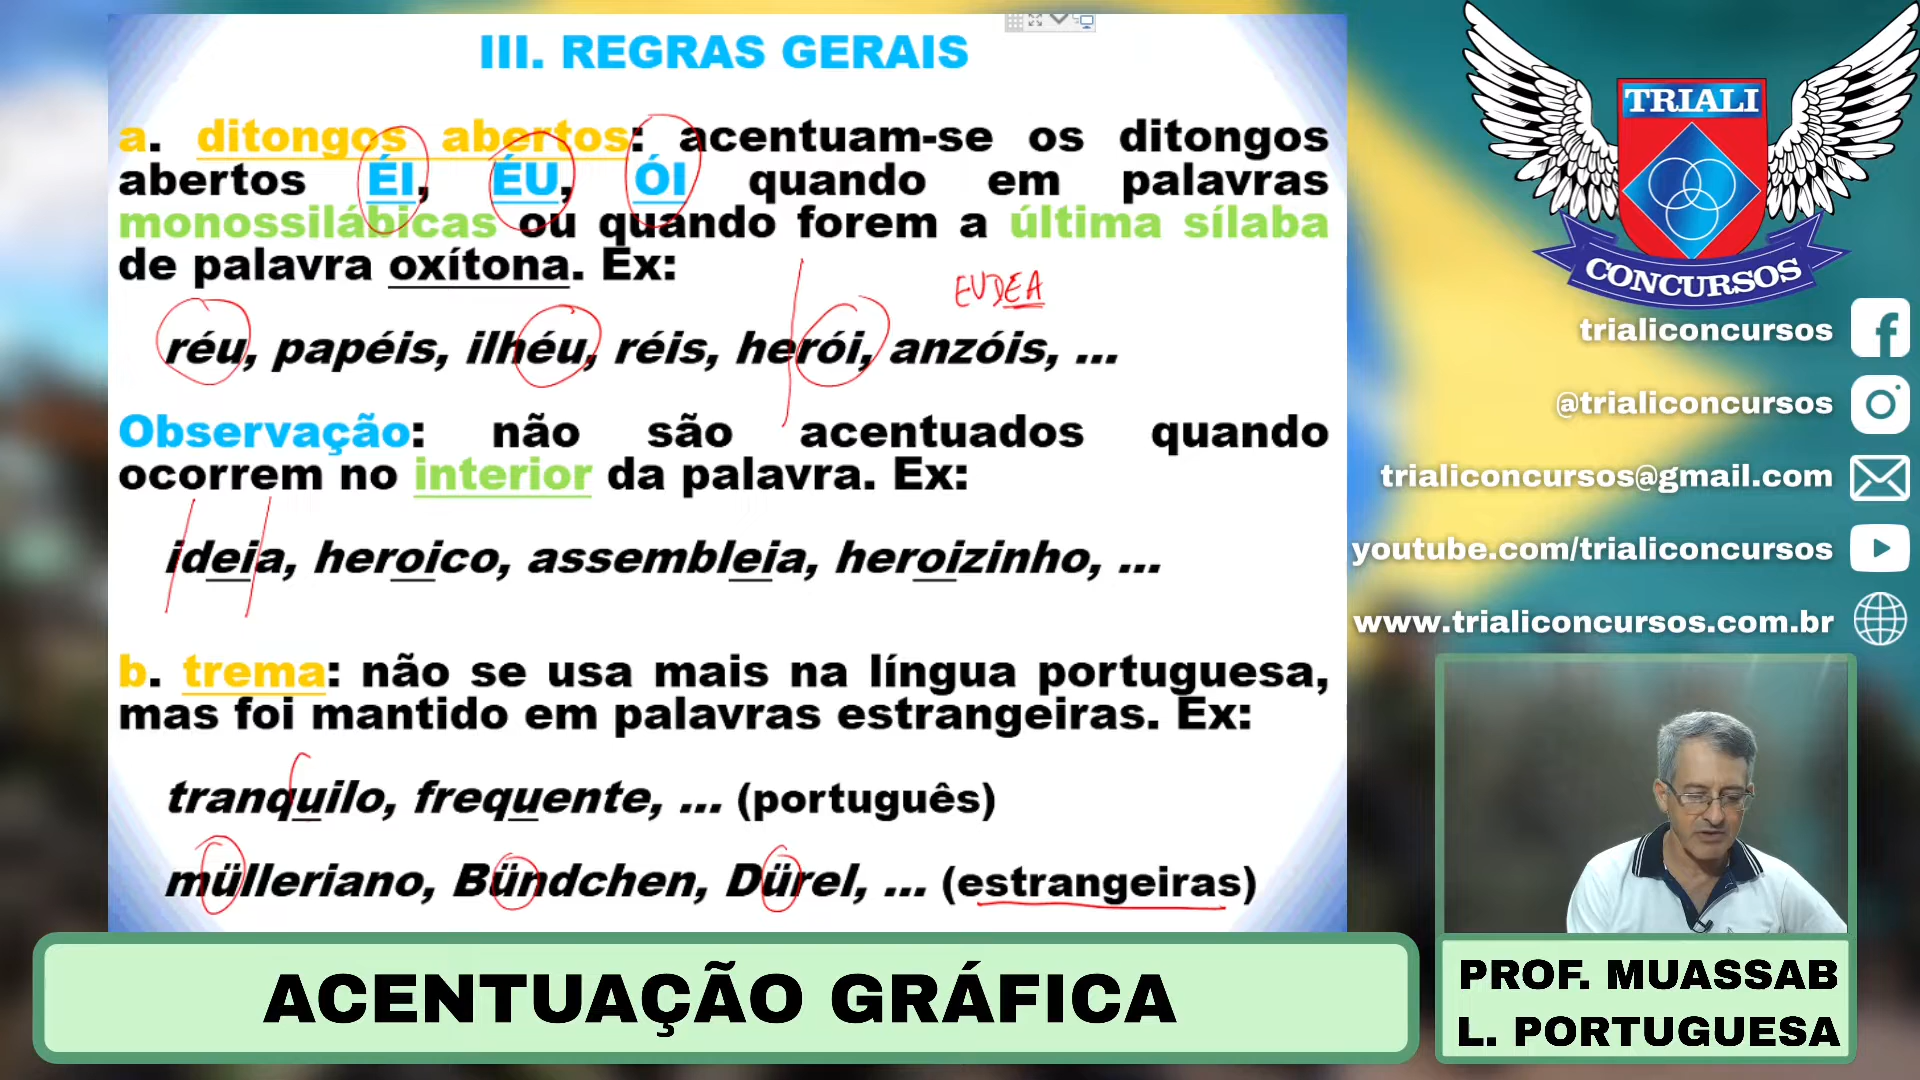 III. REGRAS GERAIS
a. ditongos abertos: acentuam-se os ditongos
abertos ÉI, ÉU, ÓI quando em palavras
monossilábicas ou quando forem a última sílaba
de palavra oxítona. Ex:
EUDEA
réu, papéis, ilhéu, réis, herói, anzóis, ...
Observação: não são acentuados quando
ocorrem no interior da palavra. Ex:
ideia, heroico, assembleia, heroizinho, ...
b. trema: não se usa mais na língua portuguesa,
mas foi mantido em palavras estrangeiras. Ex:
tranquilo, frequente, ... (português)
mülleriano, Bündchen, Dürel, ... (estrangeiras)
TRIALI
CONCURSOS
trialiconcursos
@trialiconcursos
trialiconcursos@gmail.com
youtube.com/trialiconcursos
www.trialiconcursos.com.br
ACENTUAÇÃO GRÁFICA
PROF. MUASSAB
L. PORTUGUESA